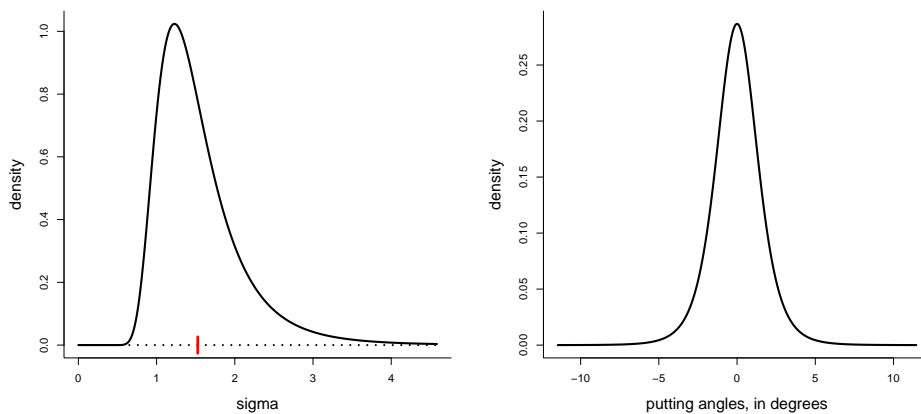 density
0.0 0.2 0.4 0.6 0.8 1.0
0 1 2 3 4
sigma
density
0.00 0.05 0.10 0.15 0.20 0.25
−10 −5 0 5 10
putting angles, in degrees